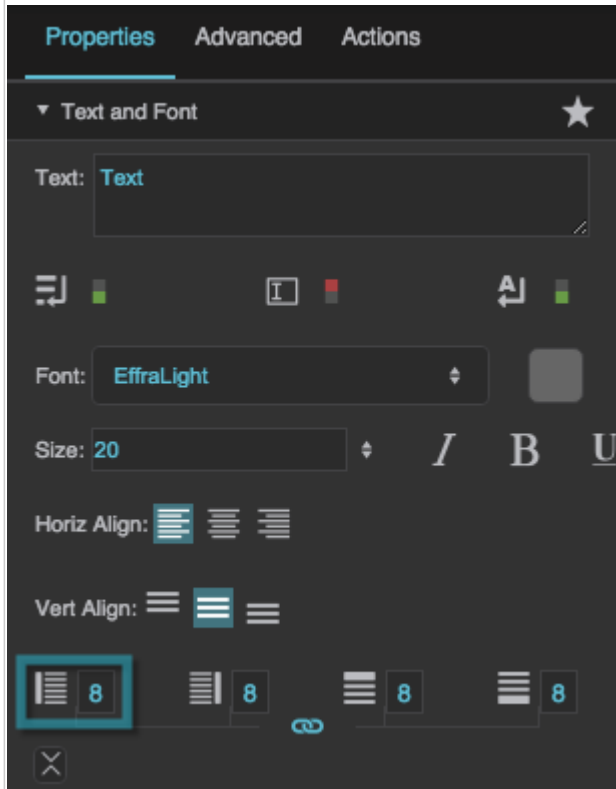 Properties Advanced Actions
Text and Font
Text: Text
Font: EffraLight
Size: 20 I B U
Horiz Align:
Vert Align:
8 8 8 8